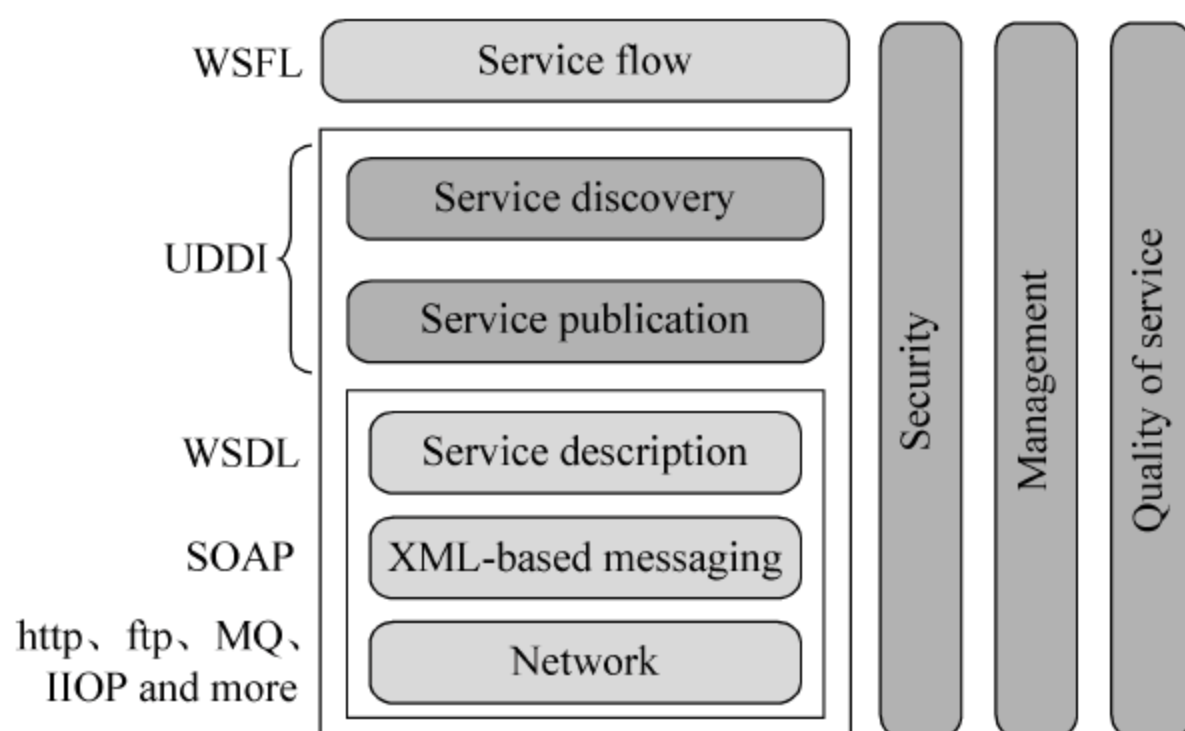 WSFL
Service flow
UDDI
Service discovery
Service publication
WSDL
Service description
SOAP
XML-based messaging
http、ftp、MQ、
IIOP and more
Network
Security
Management
Quality of service